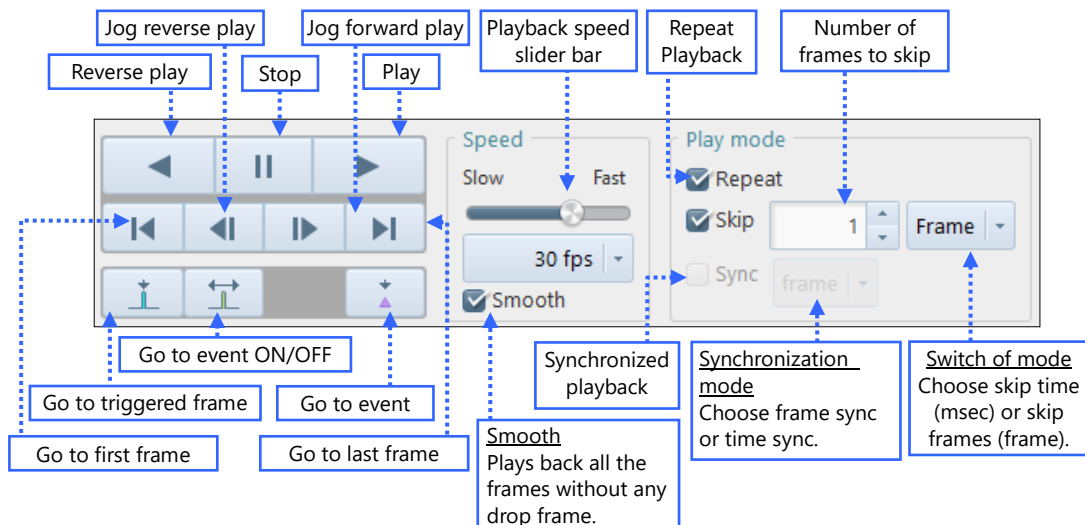 Jog reverse play
Jog forward play
Playback speed
slider bar
Repeat
Playback
Number of
frames to skip
Reverse play
Stop
Play
Speed
Slow
Fast
30 fps
Smooth
Play mode
Repeat
Skip
1
Frame
Sync
frame
Go to event ON/OFF
Go to triggered frame
Go to event
Go to first frame
Go to last frame
Smooth
Plays back all the
frames without any
drop frame.
Synchronized
playback
Synchronization
mode
Choose frame sync
or time sync.
Switch of mode
Choose skip time
(msec) or skip
frames (frame).